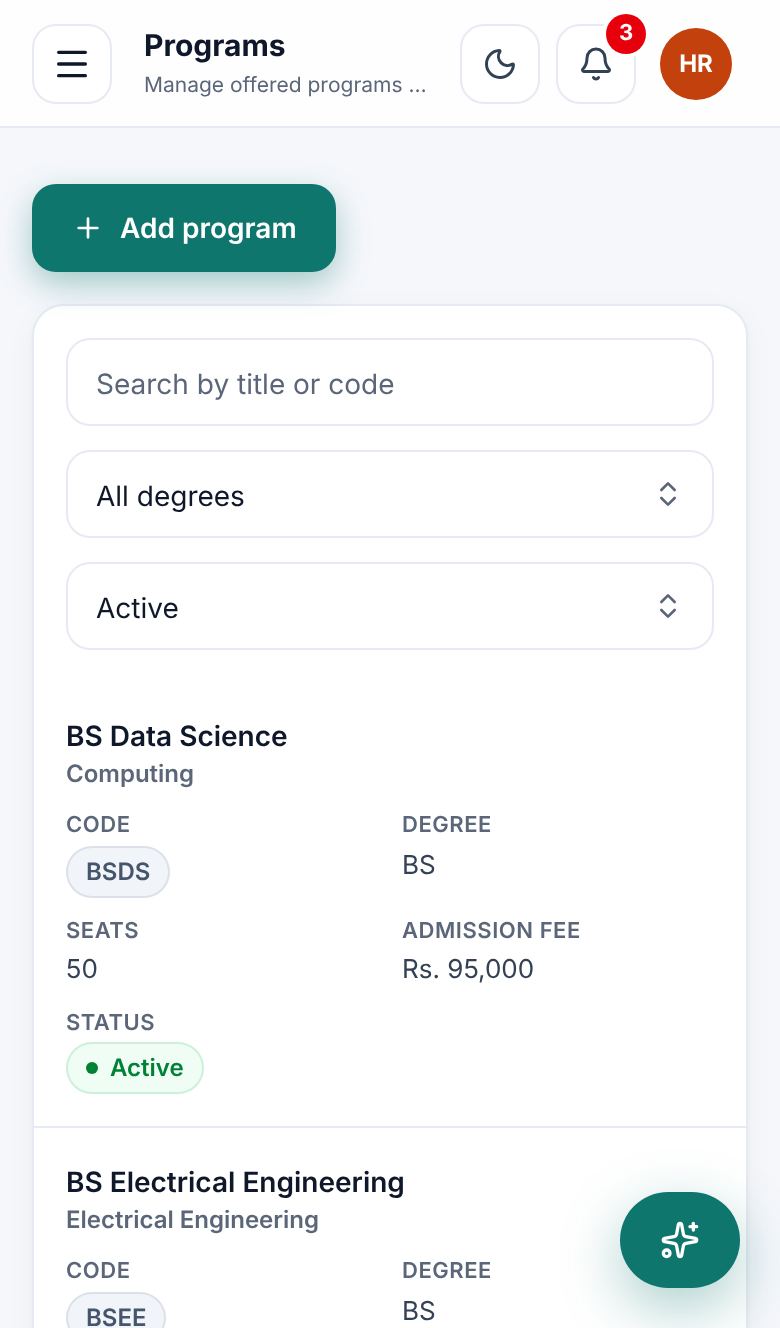 Programs
Manage offered programs ...
3
HR
Add program
Search by title or code
All degrees
Active
BS Data Science
Computing
CODE
DEGREE
BSDS
BS
SEATS
ADMISSION FEE
50
Rs. 95,000
STATUS
Active
BS Electrical Engineering
Electrical Engineering
CODE
DEGREE
BSEE
BS